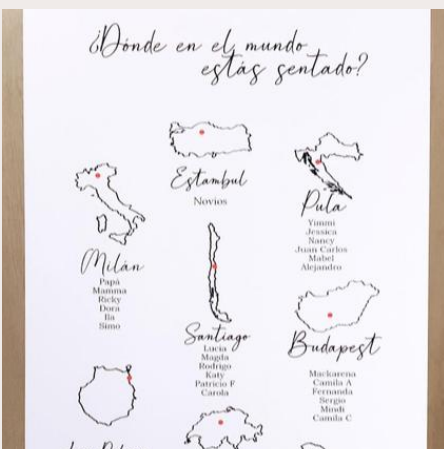 ¿Dónde en el mundo
estás sentado?
Estambul
Novios
Milán
Papà
Mamma
Ricky
Dora
Ila
Simo
Santiago
Lucia
Magda
Rodrigo
Katy
Patricio F
Carola
Pula
Yimmi
Jessica
Nancy
Juan Carlos
Mabel
Alejandro
Budapest
Mackarena
Camila A
Fernanda
Sergio
Mindi
Camila C